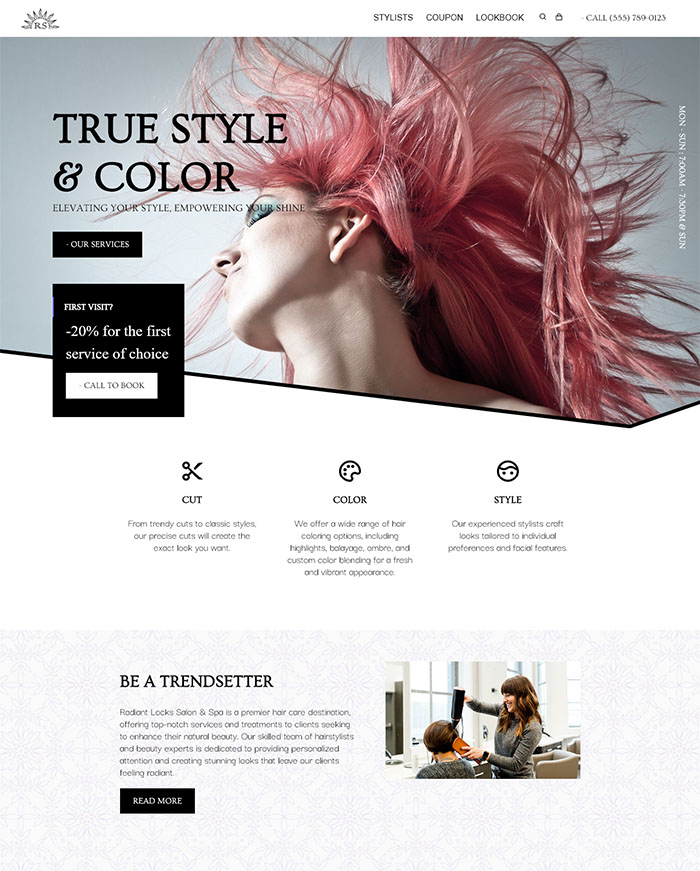 RS
STYLISTS COUPON LOOKBOOK - CALL (555) 789-0123
MON - SUN : 7:00AM - 7:30PM & SUN
TRUE STYLE
& COLOR
ELEVATING YOUR STYLE, EMPOWERING YOUR SHINE
- OUR SERVICES
FIRST VISIT?
-20% for the first
service of choice
- CALL TO BOOK
CUT
From trendy cuts to classic styles,
our precise cuts will create the
exact look you want.
COLOR
We offer a wide range of hair
coloring options, including
highlights, balayage, ombre, and
custom color blending for a fresh
and vibrant appearance.
STYLE
Our experienced stylists craft
looks tailored to individual
preferences and facial features.
BE A TRENDSETTER
Radiant Locks Salon & Spa is a premier hair care destination,
offering top-notch services and treatments to clients seeking
to enhance their natural beauty. Our skilled team of hairstylists
and beauty experts is dedicated to providing personalized
attention and creating stunning looks that leave our clients
feeling radiant.
READ MORE